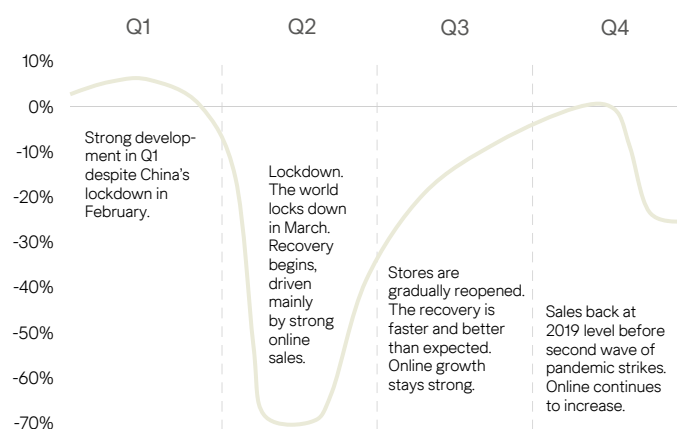 Q1 Q2 Q3 Q4
10%
0%
-10%
-20%
-30%
-40%
-50%
-60%
-70%
Strong develop-
ment in Q1
despite China's
lockdown in
February.
Lockdown.
The world
locks down
in March.
Recovery
begins,
driven
mainly
by strong
online
sales.
Stores are
gradually reopened.
The recovery is
faster and better
than expected.
Online growth
stays strong.
Sales back at
2019 level before
second wave of
pandemic strikes.
Online continues
to increase.